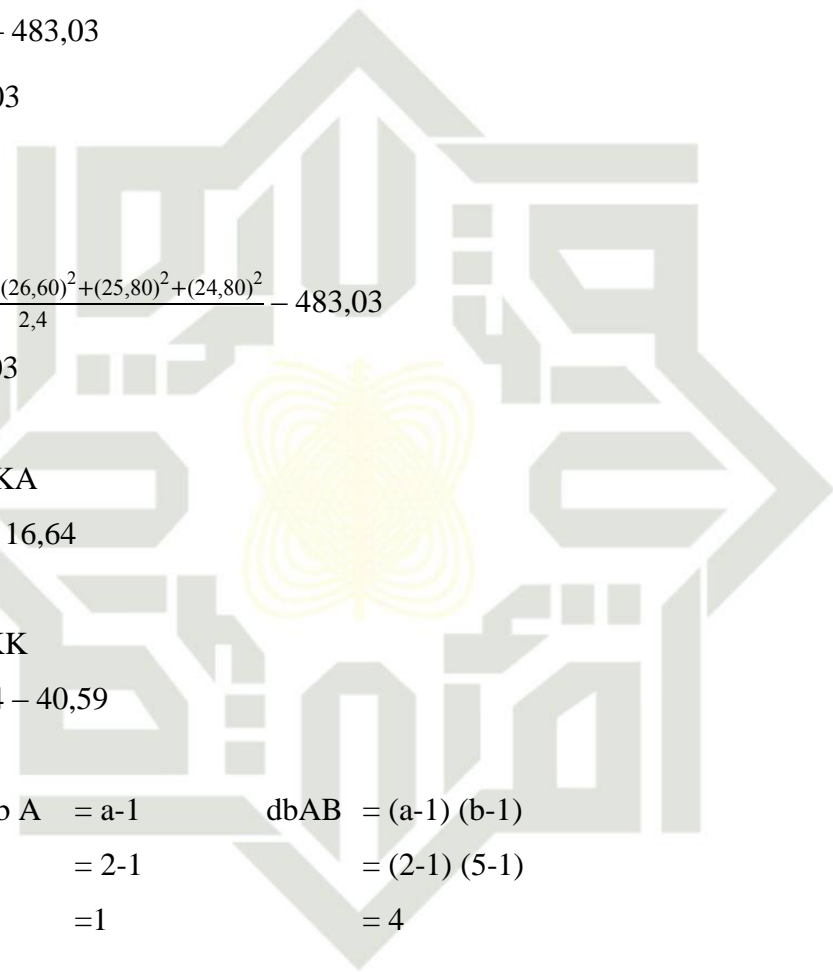 – 483,03
03
(26,60)²+(25,80)²+(24,80)²
2,4
– 483,03
03
KA
16,64
KK
4 – 40,59
b A = a-1 dbAB = (a-1) (b-1)
= 2-1 = (2-1) (5-1)
=1 = 4